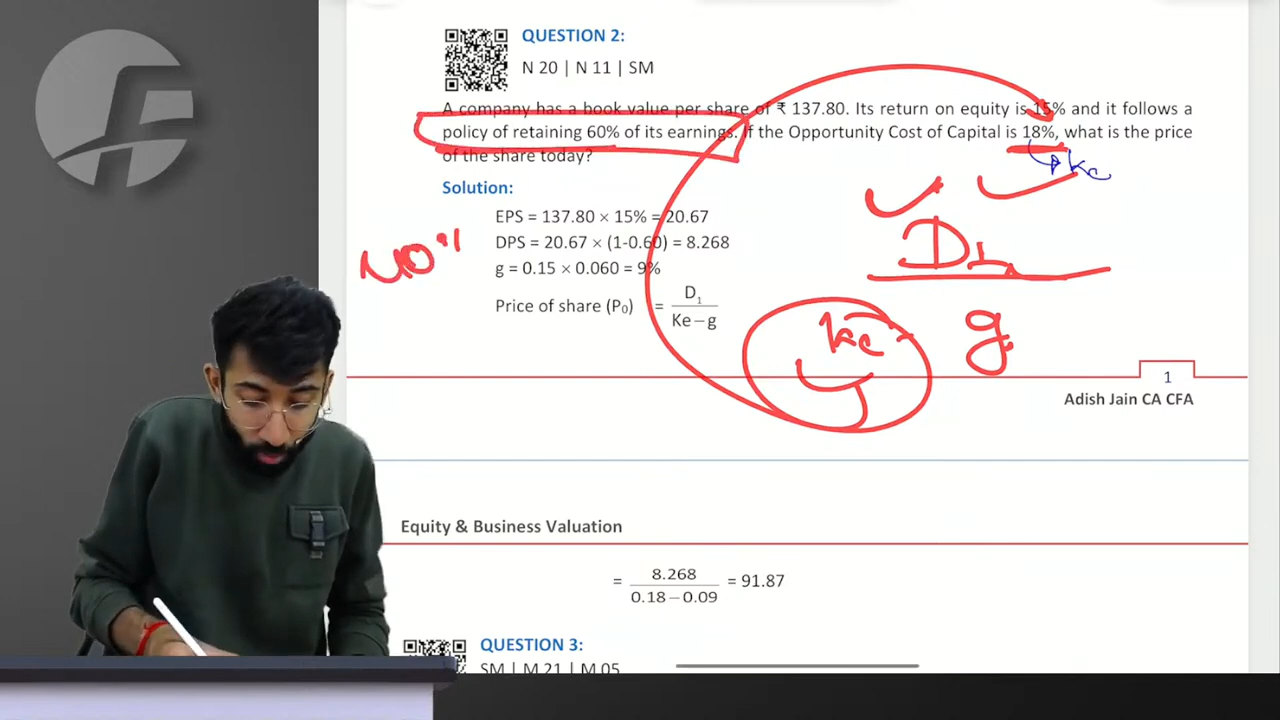 QUESTION 2:
N 20 | N 11 | SM
A company has a book value per share of ₹ 137.80. Its return on equity is 15% and it follows a
policy of retaining 60% of its earnings. If the Opportunity Cost of Capital is 18%, what is the price
of the share today?
Ke
Solution:
EPS = 137.80 × 15% = 20.67
DPS = 20.67 × (1-0.60) = 8.268
g = 0.15 × 0.060 = 9%
Price of share (P₀) = D₁
Ke – g
D1
Ke - g
1
Adish Jain CA CFA
Equity & Business Valuation
= 8.268
0.18 – 0.09
= 91.87
QUESTION 3:
SM | M 21 | M 05